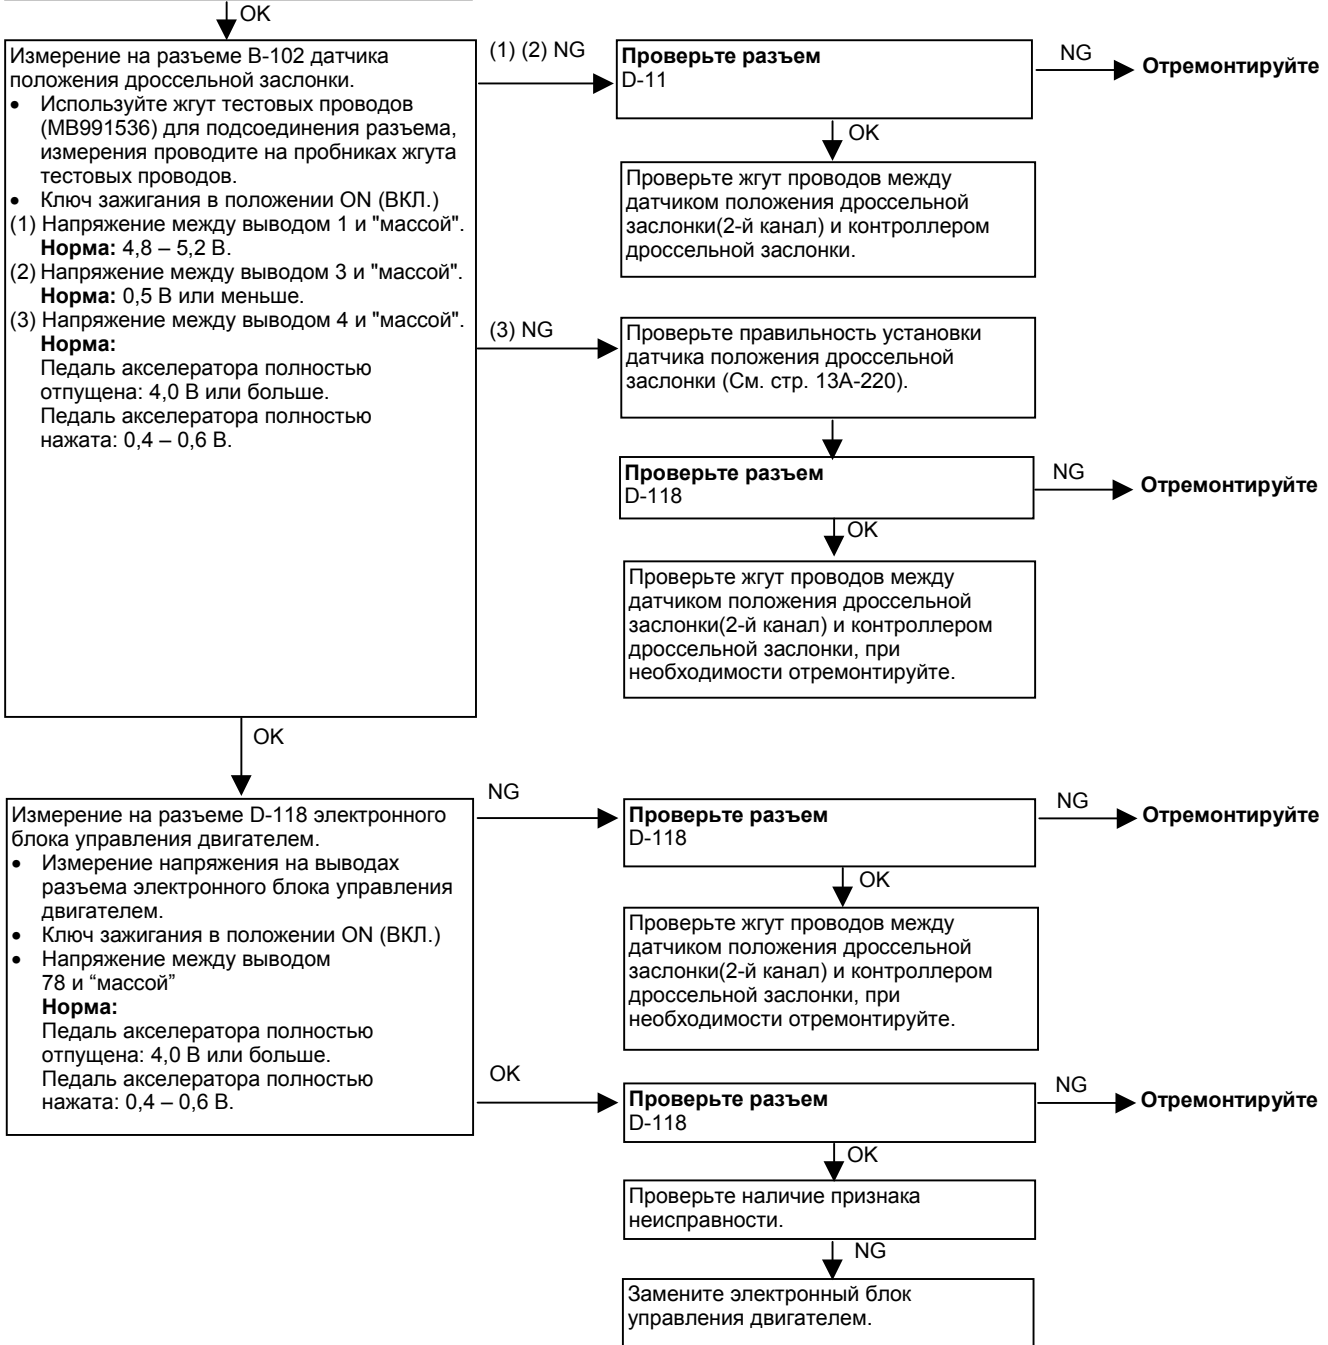 OK
Измерение на разъеме B-102 датчика
положения дроссельной заслонки.
• Используйте жгут тестовых проводов
(MB991536) для подсоединения разъема,
измерения проводите на пробниках жгута
тестовых проводов.
• Ключ зажигания в положении ON (ВКЛ.)
(1) Напряжение между выводом 1 и "массой".
Норма: 4,8 – 5,2 В.
(2) Напряжение между выводом 3 и "массой".
Норма: 0,5 В или меньше.
(3) Напряжение между выводом 4 и "массой".
Норма:
Педаль акселератора полностью
отпущена: 4,0 В или больше.
Педаль акселератора полностью
нажата: 0,4 – 0,6 В.
(1) (2) NG
Проверьте разъем
D-11
NG
Отремонтируйте
OK
Проверьте жгут проводов между
датчиком положения дроссельной
заслонки(2-й канал) и контроллером
дроссельной заслонки.
(3) NG
Проверьте правильность установки
датчика положения дроссельной
заслонки (См. стр. 13A-220).
Проверьте разъем
D-118
NG
Отремонтируйте
OK
Проверьте жгут проводов между
датчиком положения дроссельной
заслонки(2-й канал) и контроллером
дроссельной заслонки, при
необходимости отремонтируйте.
OK
Измерение на разъеме D-118 электронного
блока управления двигателем.
• Измерение напряжения на выводах
разъема электронного блока управления
двигателем.
• Ключ зажигания в положении ON (ВКЛ.)
• Напряжение между выводом
78 и “массой”
Норма:
Педаль акселератора полностью
отпущена: 4,0 В или больше.
Педаль акселератора полностью
нажата: 0,4 – 0,6 В.
NG
Проверьте разъем
D-118
NG
Отремонтируйте
OK
Проверьте жгут проводов между
датчиком положения дроссельной
заслонки(2-й канал) и контроллером
дроссельной заслонки, при
необходимости отремонтируйте.
OK
Проверьте разъем
D-118
NG
Отремонтируйте
OK
Проверьте наличие признака
неисправности.
NG
Замените электронный блок
управления двигателем.